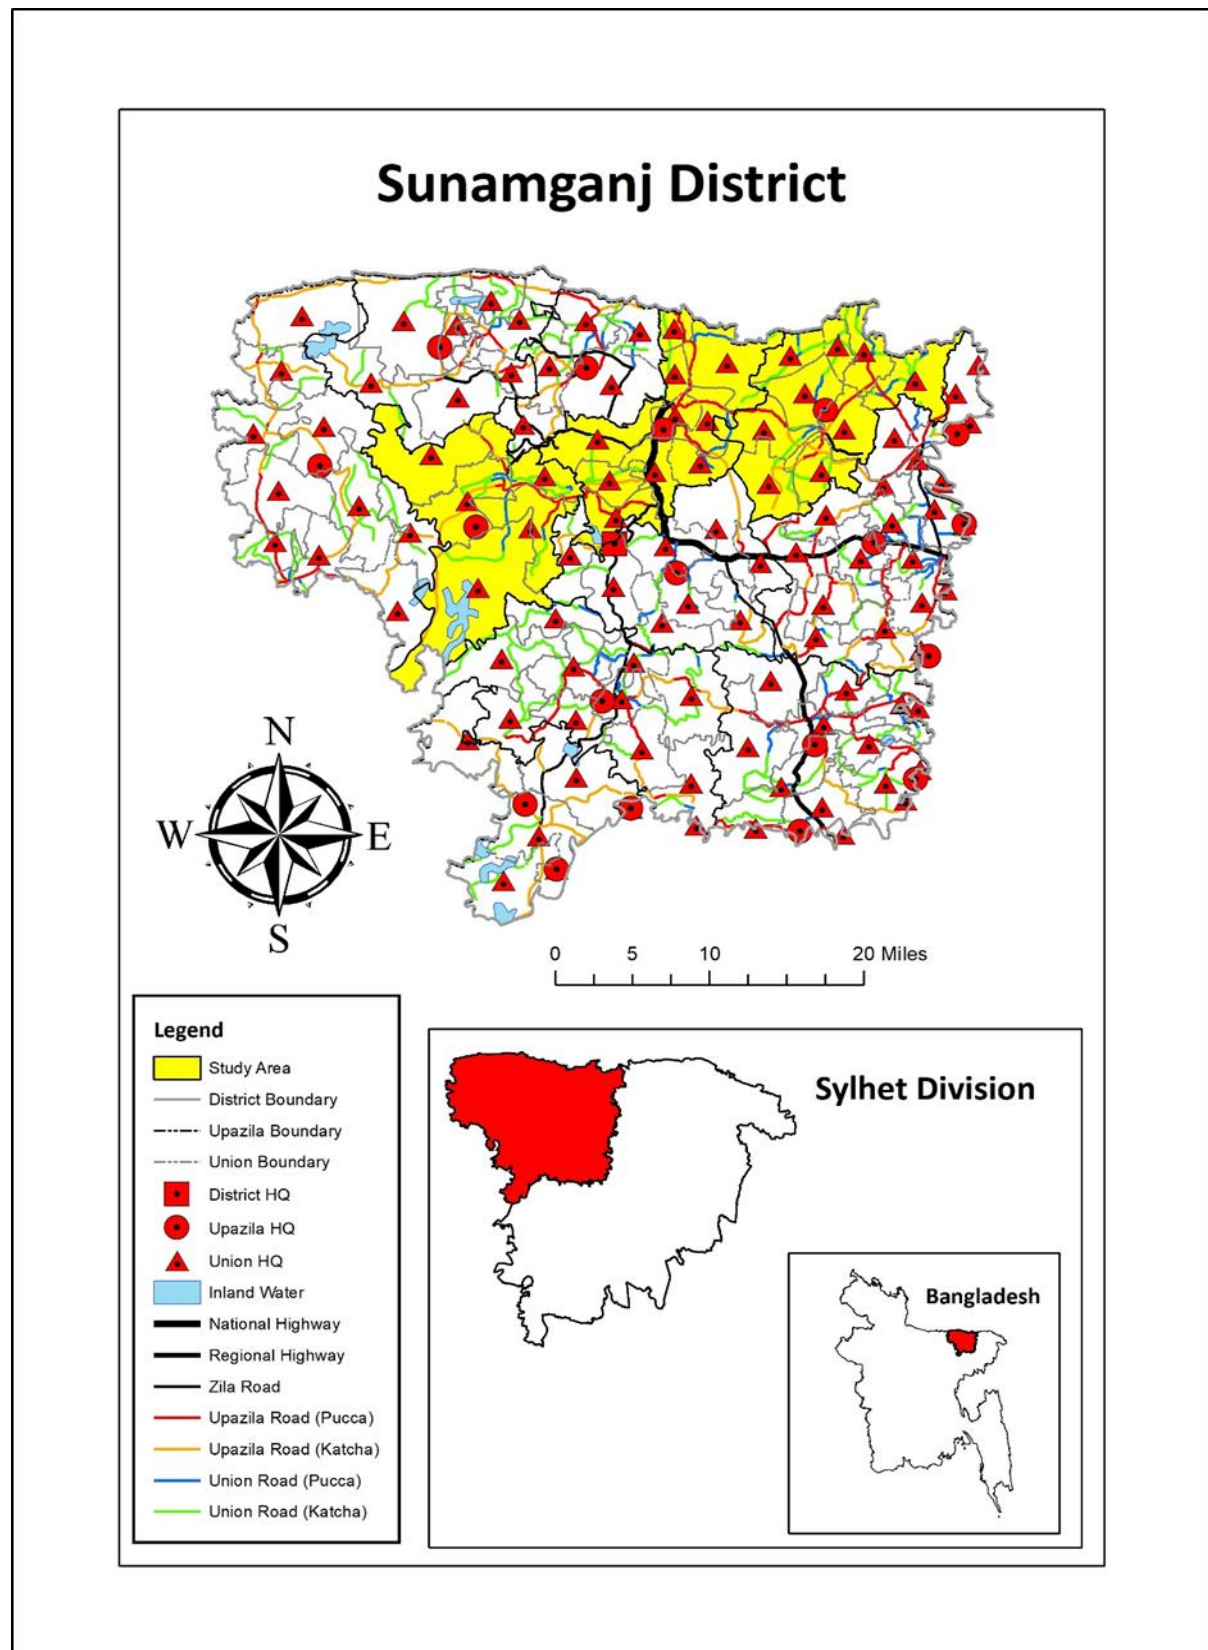 Sunamganj District
N
W E
S
0 5 10 20 Miles
Legend
Study Area
District Boundary
Upazila Boundary
Union Boundary
District HQ
Upazila HQ
Union HQ
Inland Water
National Highway
Regional Highway
Zila Road
Upazila Road (Pucca)
Upazila Road (Katcha)
Union Road (Pucca)
Union Road (Katcha)
Sylhet Division
Bangladesh